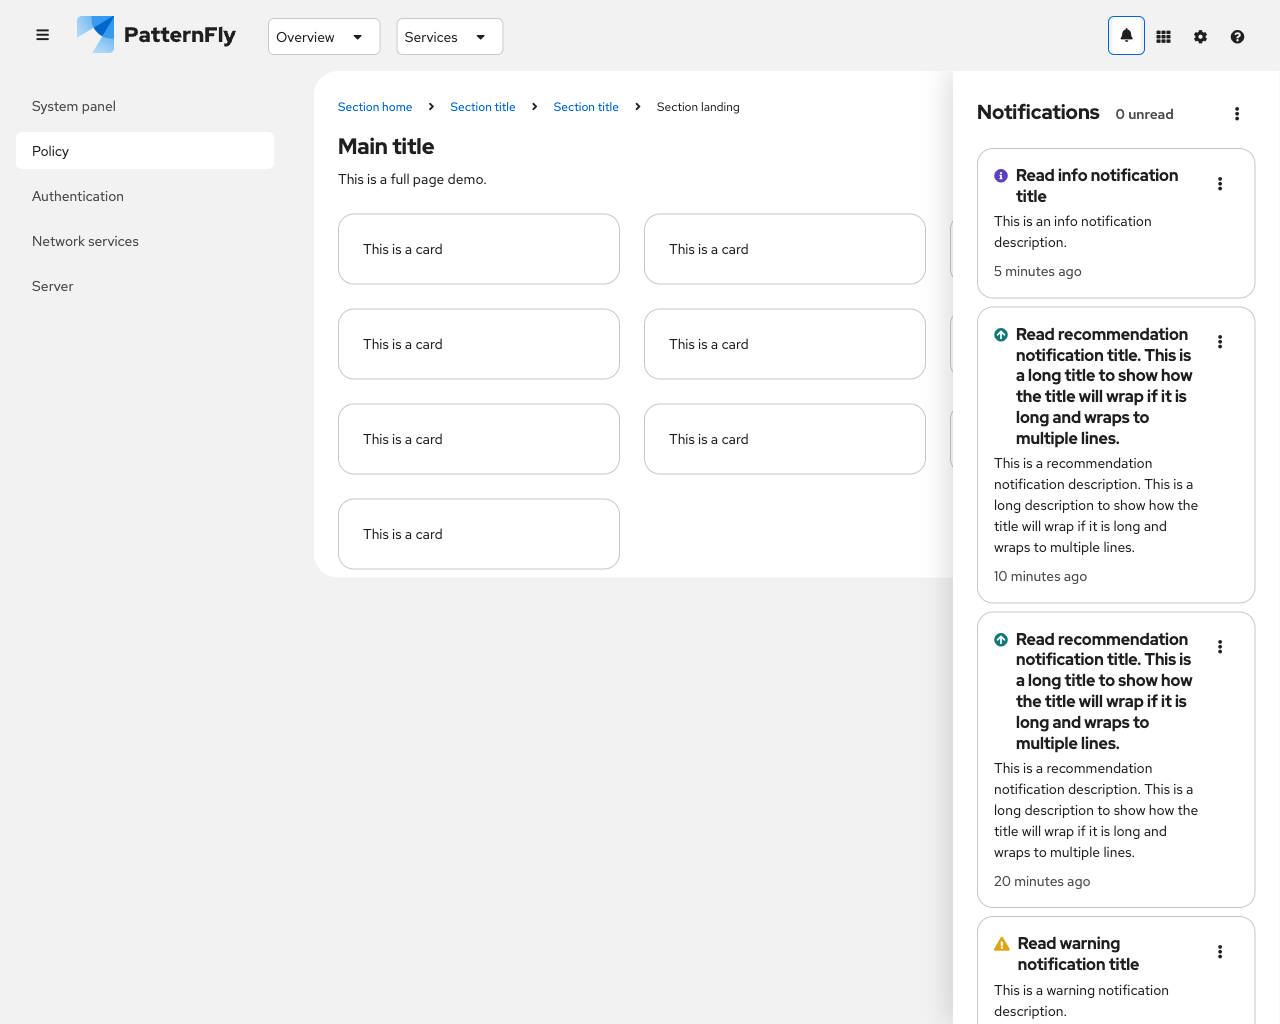 PatternFly
Overview
Services
System panel
Policy
Authentication
Network services
Server
Section home
Section title
Section title
Section landing
Main title
This is a full page demo.
This is a card
This is a card
This is a card
This is a card
This is a card
This is a card
This is a card
Notifications
0 unread
Read info notification
title
This is an info notification
description.
5 minutes ago
Read recommendation
notification title. This is
a long title to show how
the title will wrap if it is
long and wraps to
multiple lines.
This is a recommendation
notification description. This is a
long description to show how the
title will wrap if it is long and
wraps to multiple lines.
10 minutes ago
Read recommendation
notification title. This is
a long title to show how
the title will wrap if it is
long and wraps to
multiple lines.
This is a recommendation
notification description. This is a
long description to show how the
title will wrap if it is long and
wraps to multiple lines.
20 minutes ago
Read warning
notification title
This is a warning notification
description.